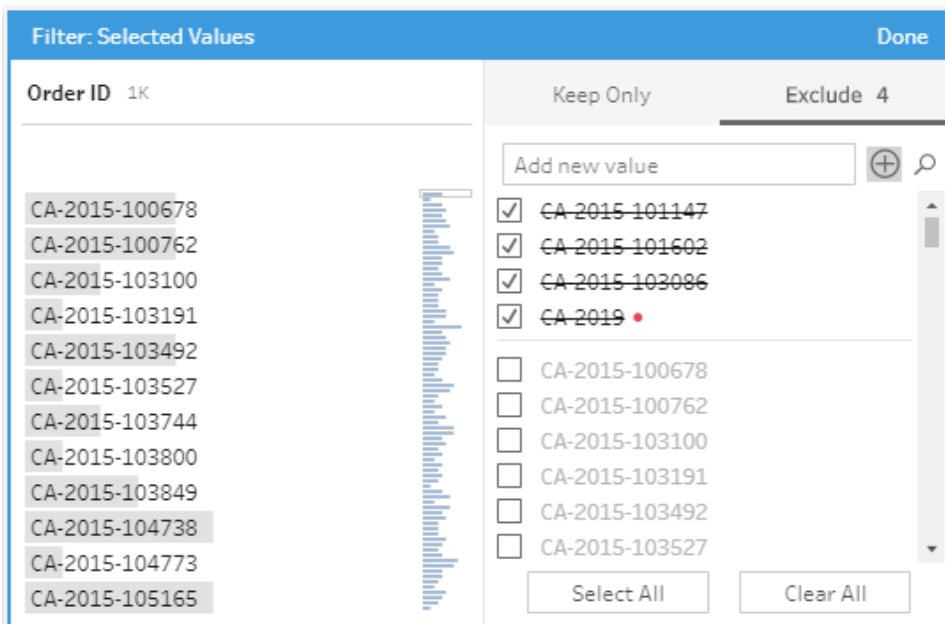 Filter: Selected Values Done
Order ID 1K
Keep Only Exclude 4
Add new value
CA-2015-100678
CA-2015-100762
CA-2015-103100
CA-2015-103191
CA-2015-103492
CA-2015-103527
CA-2015-103744
CA-2015-103800
CA-2015-103849
CA-2015-104738
CA-2015-104773
CA-2015-105165
CA-2015-101147
CA-2015-101602
CA-2015-103086
CA-2019
CA-2015-100678
CA-2015-100762
CA-2015-103100
CA-2015-103191
CA-2015-103492
CA-2015-103527
Select All Clear All